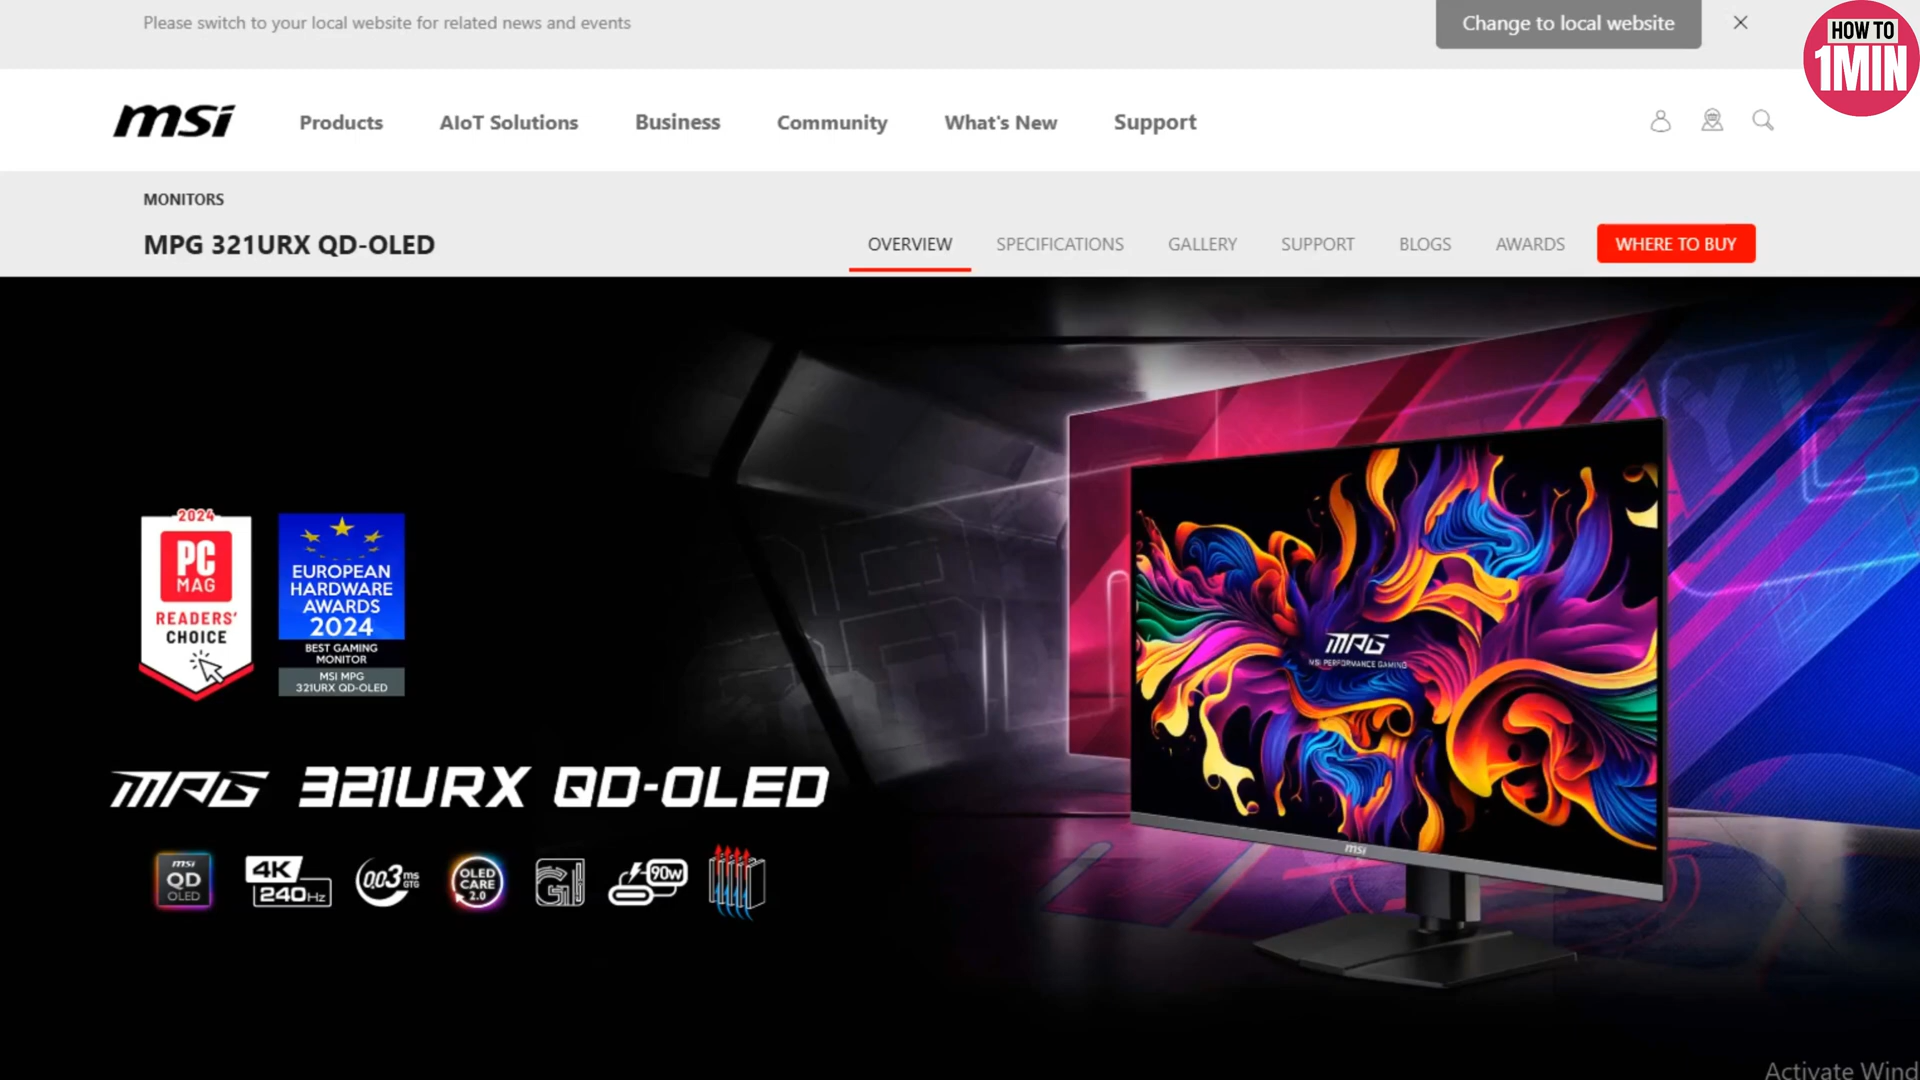 Please switch to your local website for related news and events
Change to local website
HOW TO
1MIN
msi
Products
AIoT Solutions
Business
Community
What's New
Support
MONITORS
MPG 321URX QD-OLED
OVERVIEW
SPECIFICATIONS
GALLERY
SUPPORT
BLOGS
AWARDS
WHERE TO BUY
2024
PC
MAG
READERS'
CHOICE
EUROPEAN
HARDWARE
AWARDS
2024
BEST GAMING
MONITOR
MSI MPG
321URX QD-OLED
MPG
MSI PERFORMANCE GAMING
msi
MPG 321URX QD-OLED
msi
QD
OLED
4K
240Hz
0.03ms
GTG
OLED
CARE
2.0
GI
90W
Activate Wind